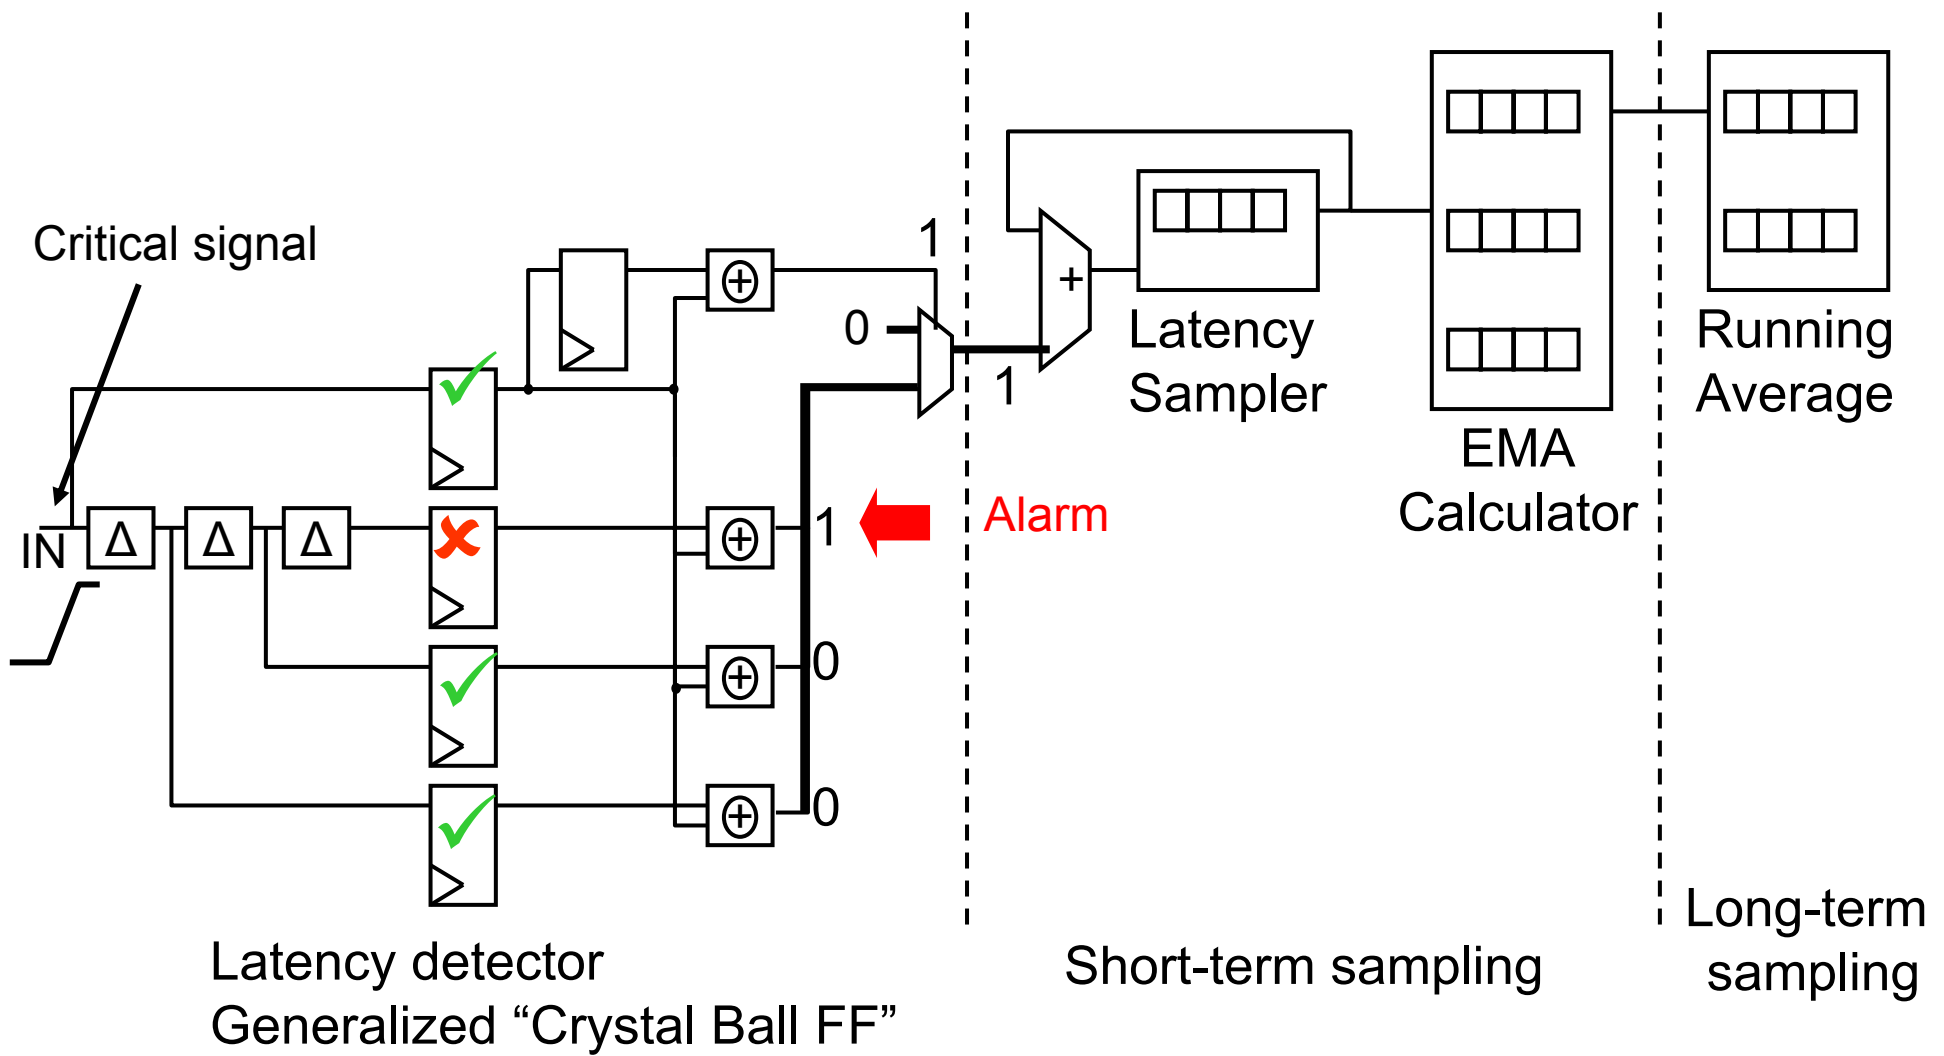 Critical signal
1
0
1
Latency
Sampler
+
Running
Average
EMA
Calculator
IN
Δ
Δ
Δ
1
Alarm
0
0
Latency detector
Generalized “Crystal Ball FF”
Short-term sampling
Long-term
sampling